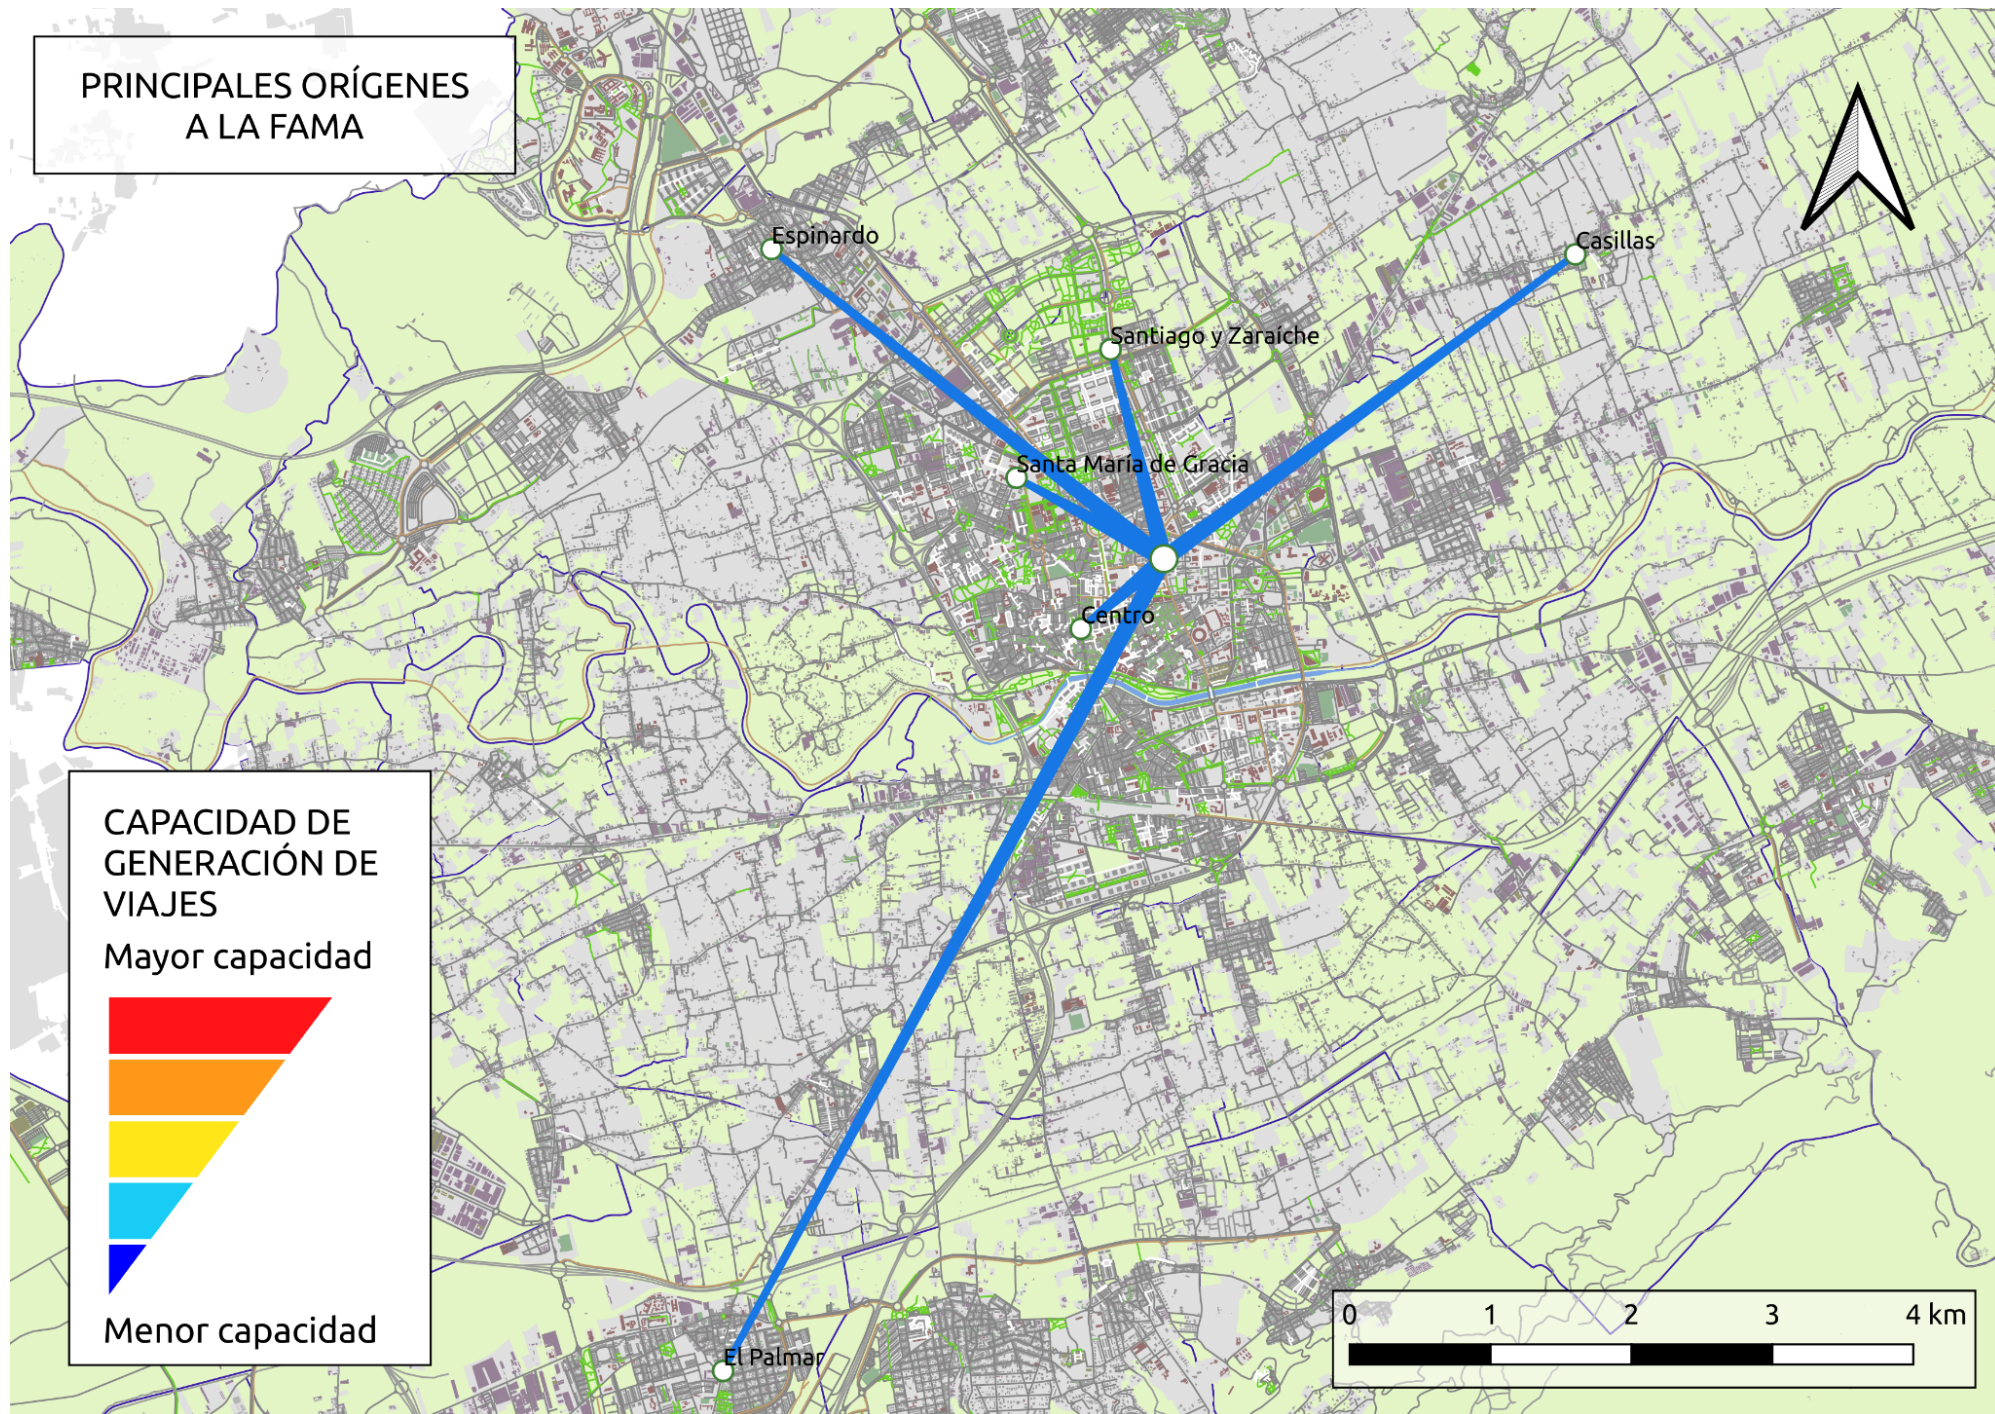 PRINCIPALES ORÍGENES
A LA FAMA
Espinardo
Casillas
Santiago y Zaraíche
Santa María de Gracia
Centro
El Palmar
CAPACIDAD DE
GENERACIÓN DE
VIAJES
Mayor capacidad
Menor capacidad
0 1 2 3 4 km